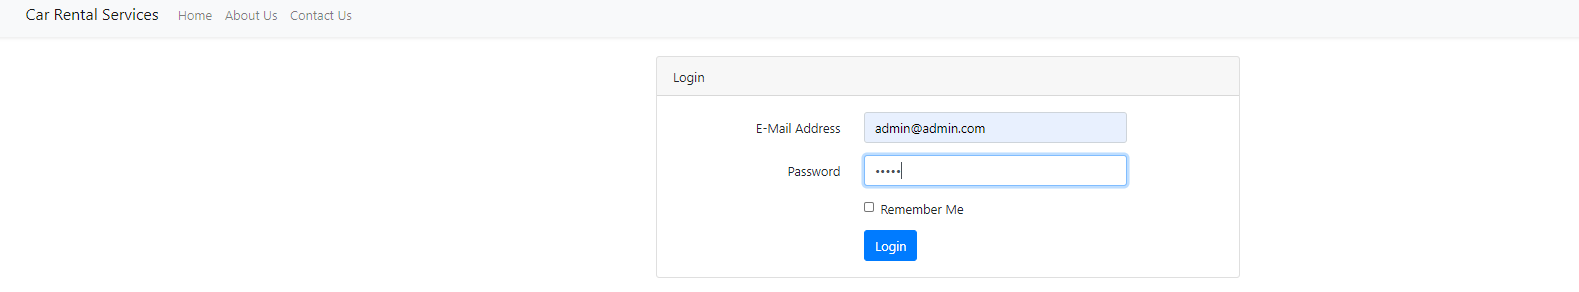 Car Rental Services Home About Us Contact Us
Login
E-Mail Address admin@admin.com
Password •••••
Remember Me
Login